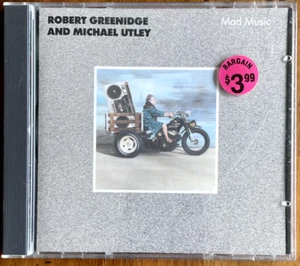 ROBERT GREENIDGE
AND MICHAEL UTLEY
Mad Music
BARGAIN
$3.99